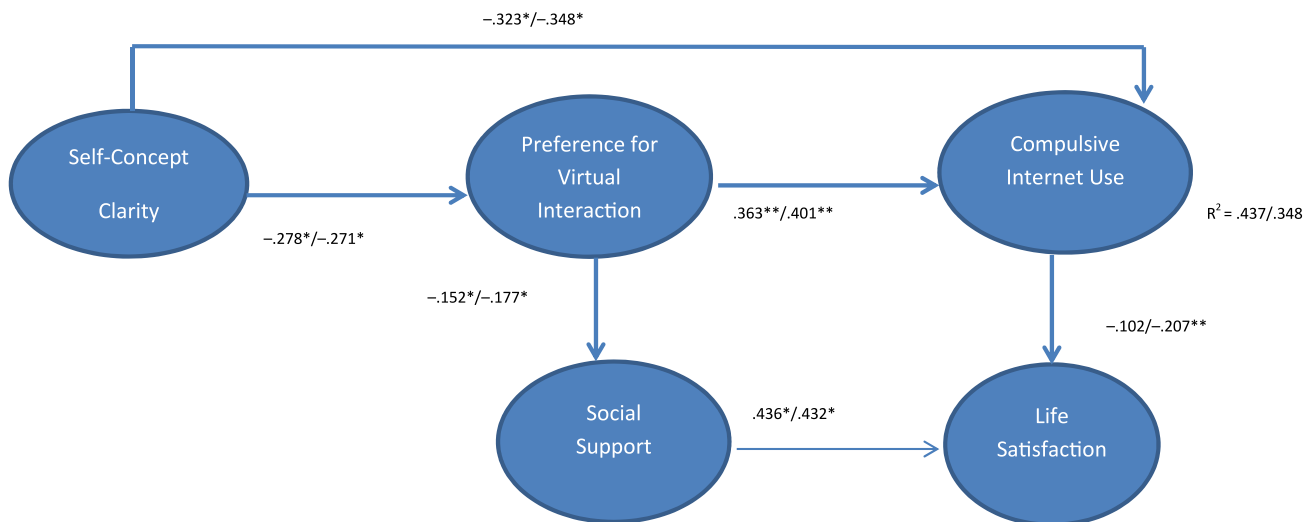 –.323*/–.348*
Self-Concept
Clarity
Preference for
Virtual
Interaction
Compulsive
Internet Use
–.278*/–.271*
.363**/.401**
R² = .437/.348
–.152*/–.177*
–.102/–.207**
Social
Support
.436*/.432*
Life
Satisfaction